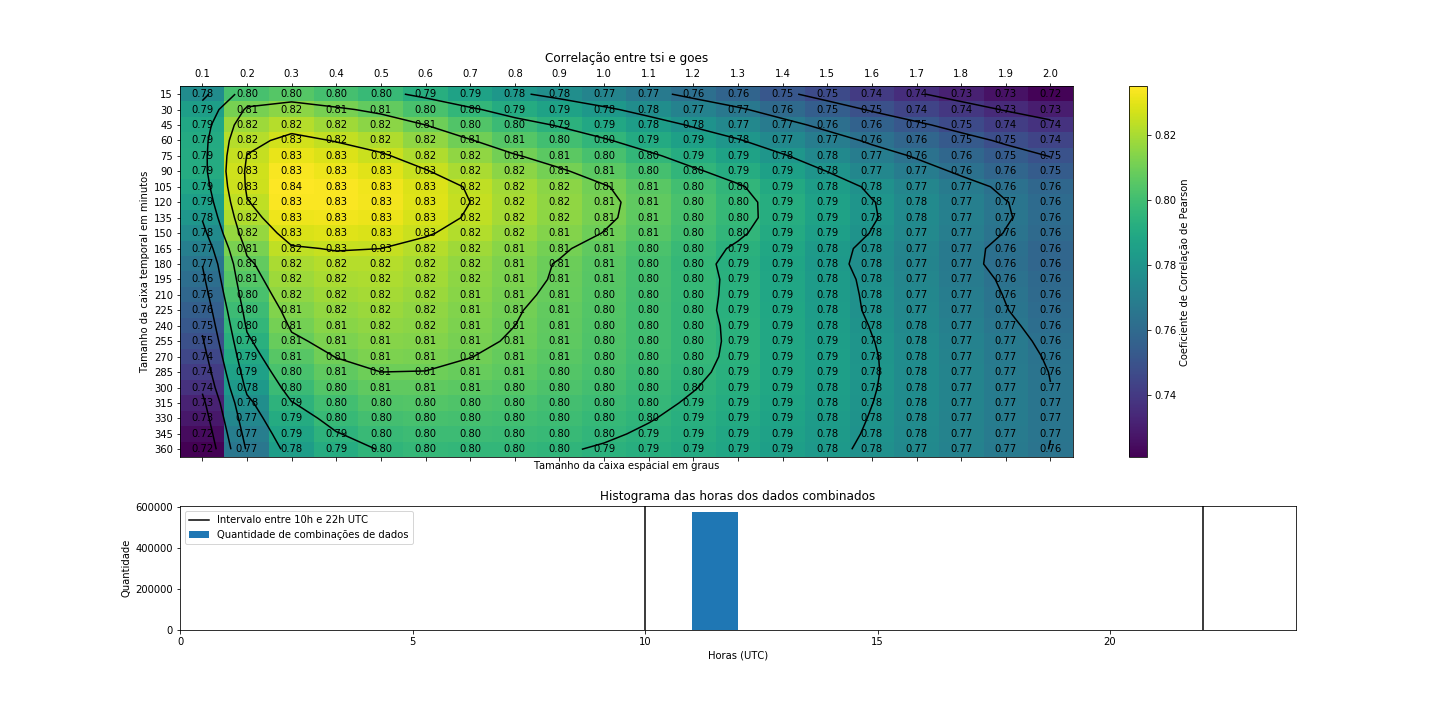 Correlação entre tsi e goes
0.1 0.2 0.3 0.4 0.5 0.6 0.7 0.8 0.9 1.0 1.1 1.2 1.3 1.4 1.5 1.6 1.7 1.8 1.9 2.0
15 0.78 0.80 0.80 0.80 0.80 0.79 0.79 0.78 0.78 0.77 0.77 0.76 0.76 0.75 0.75 0.74 0.74 0.73 0.73 0.72
30 0.79 0.81 0.82 0.81 0.81 0.80 0.80 0.79 0.79 0.78 0.78 0.77 0.77 0.76 0.75 0.75 0.74 0.74 0.73 0.73
45 0.79 0.82 0.82 0.82 0.82 0.81 0.80 0.80 0.79 0.79 0.78 0.78 0.77 0.77 0.76 0.76 0.75 0.75 0.74 0.74
60 0.79 0.82 0.83 0.83 0.82 0.82 0.81 0.81 0.80 0.80 0.79 0.79 0.78 0.77 0.77 0.76 0.76 0.75 0.75 0.74
75 0.79 0.83 0.83 0.83 0.83 0.82 0.82 0.81 0.81 0.80 0.80 0.79 0.79 0.78 0.78 0.77 0.76 0.76 0.75 0.75
90 0.79 0.83 0.83 0.83 0.83 0.83 0.82 0.82 0.81 0.81 0.80 0.80 0.79 0.79 0.78 0.77 0.77 0.76 0.76 0.75
105 0.79 0.83 0.84 0.83 0.83 0.83 0.82 0.82 0.82 0.81 0.81 0.80 0.80 0.79 0.78 0.78 0.77 0.77 0.76 0.76
120 0.79 0.82 0.83 0.83 0.83 0.83 0.82 0.82 0.82 0.81 0.81 0.80 0.80 0.79 0.79 0.78 0.78 0.77 0.77 0.76
135 0.78 0.82 0.83 0.83 0.83 0.83 0.82 0.82 0.82 0.81 0.81 0.80 0.80 0.79 0.79 0.78 0.78 0.77 0.77 0.76
150 0.78 0.82 0.83 0.83 0.83 0.83 0.82 0.82 0.81 0.81 0.81 0.80 0.80 0.79 0.79 0.78 0.78 0.77 0.76 0.76
165 0.77 0.81 0.82 0.83 0.83 0.82 0.82 0.81 0.81 0.81 0.80 0.80 0.79 0.79 0.78 0.78 0.77 0.77 0.76 0.76
180 0.77 0.81 0.82 0.82 0.82 0.82 0.82 0.81 0.81 0.81 0.80 0.80 0.79 0.79 0.78 0.78 0.77 0.77 0.76 0.76
195 0.76 0.81 0.82 0.82 0.82 0.82 0.82 0.81 0.81 0.81 0.80 0.80 0.79 0.79 0.78 0.78 0.77 0.77 0.76 0.76
210 0.76 0.80 0.82 0.82 0.82 0.82 0.81 0.81 0.81 0.80 0.80 0.80 0.79 0.79 0.78 0.78 0.77 0.77 0.76 0.76
225 0.76 0.80 0.81 0.82 0.82 0.82 0.81 0.81 0.81 0.80 0.80 0.80 0.79 0.79 0.78 0.78 0.77 0.77 0.76 0.76
240 0.75 0.80 0.81 0.81 0.82 0.82 0.81 0.81 0.81 0.80 0.80 0.80 0.79 0.79 0.78 0.78 0.78 0.77 0.77 0.76
255 0.75 0.79 0.81 0.81 0.81 0.81 0.81 0.81 0.81 0.80 0.80 0.80 0.79 0.79 0.78 0.78 0.78 0.77 0.77 0.76
270 0.74 0.79 0.81 0.81 0.81 0.81 0.81 0.81 0.80 0.80 0.80 0.80 0.79 0.79 0.79 0.78 0.78 0.77 0.77 0.76
285 0.74 0.79 0.80 0.81 0.81 0.81 0.81 0.81 0.80 0.80 0.80 0.80 0.79 0.79 0.79 0.78 0.78 0.77 0.77 0.76
300 0.74 0.78 0.80 0.80 0.81 0.81 0.81 0.80 0.80 0.80 0.80 0.80 0.79 0.79 0.79 0.78 0.78 0.77 0.77 0.77
315 0.73 0.78 0.79 0.80 0.80 0.80 0.80 0.80 0.80 0.80 0.80 0.79 0.79 0.79 0.78 0.78 0.78 0.77 0.77 0.77
330 0.73 0.77 0.79 0.80 0.80 0.80 0.80 0.80 0.80 0.80 0.80 0.79 0.79 0.79 0.78 0.78 0.78 0.77 0.77 0.77
345 0.72 0.77 0.79 0.79 0.80 0.80 0.80 0.80 0.80 0.80 0.79 0.79 0.79 0.79 0.78 0.78 0.77 0.77 0.77 0.77
360 0.72 0.77 0.78 0.79 0.80 0.80 0.80 0.80 0.80 0.79 0.79 0.79 0.79 0.79 0.78 0.78 0.77 0.77 0.77 0.76
Tamanho da caixa temporal em minutos
Tamanho da caixa espacial em graus
0.82
0.80
0.78
0.76
0.74
Coeficiente de Correlação de Pearson
Histograma das horas dos dados combinados
600000
400000
200000
0
Quantidade
Intervalo entre 10h e 22h UTC
Quantidade de combinações de dados
0 5 10 15 20
Horas (UTC)